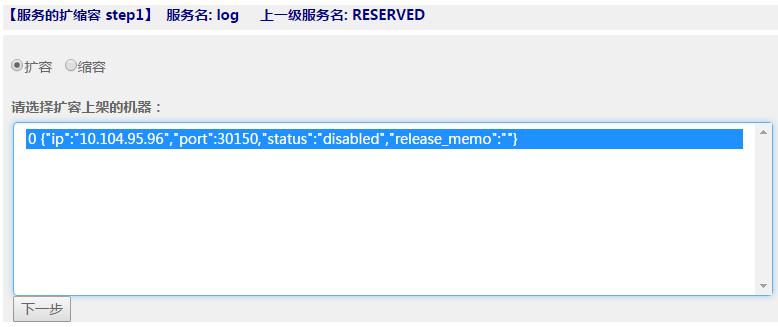 【服务的扩缩容 step1】 服务名: log 上一级服务名: RESERVED
扩容 缩容
请选择扩容上架的机器：
0 {"ip":"10.104.95.96","port":30150,"status":"disabled","release_memo":""}
下一步